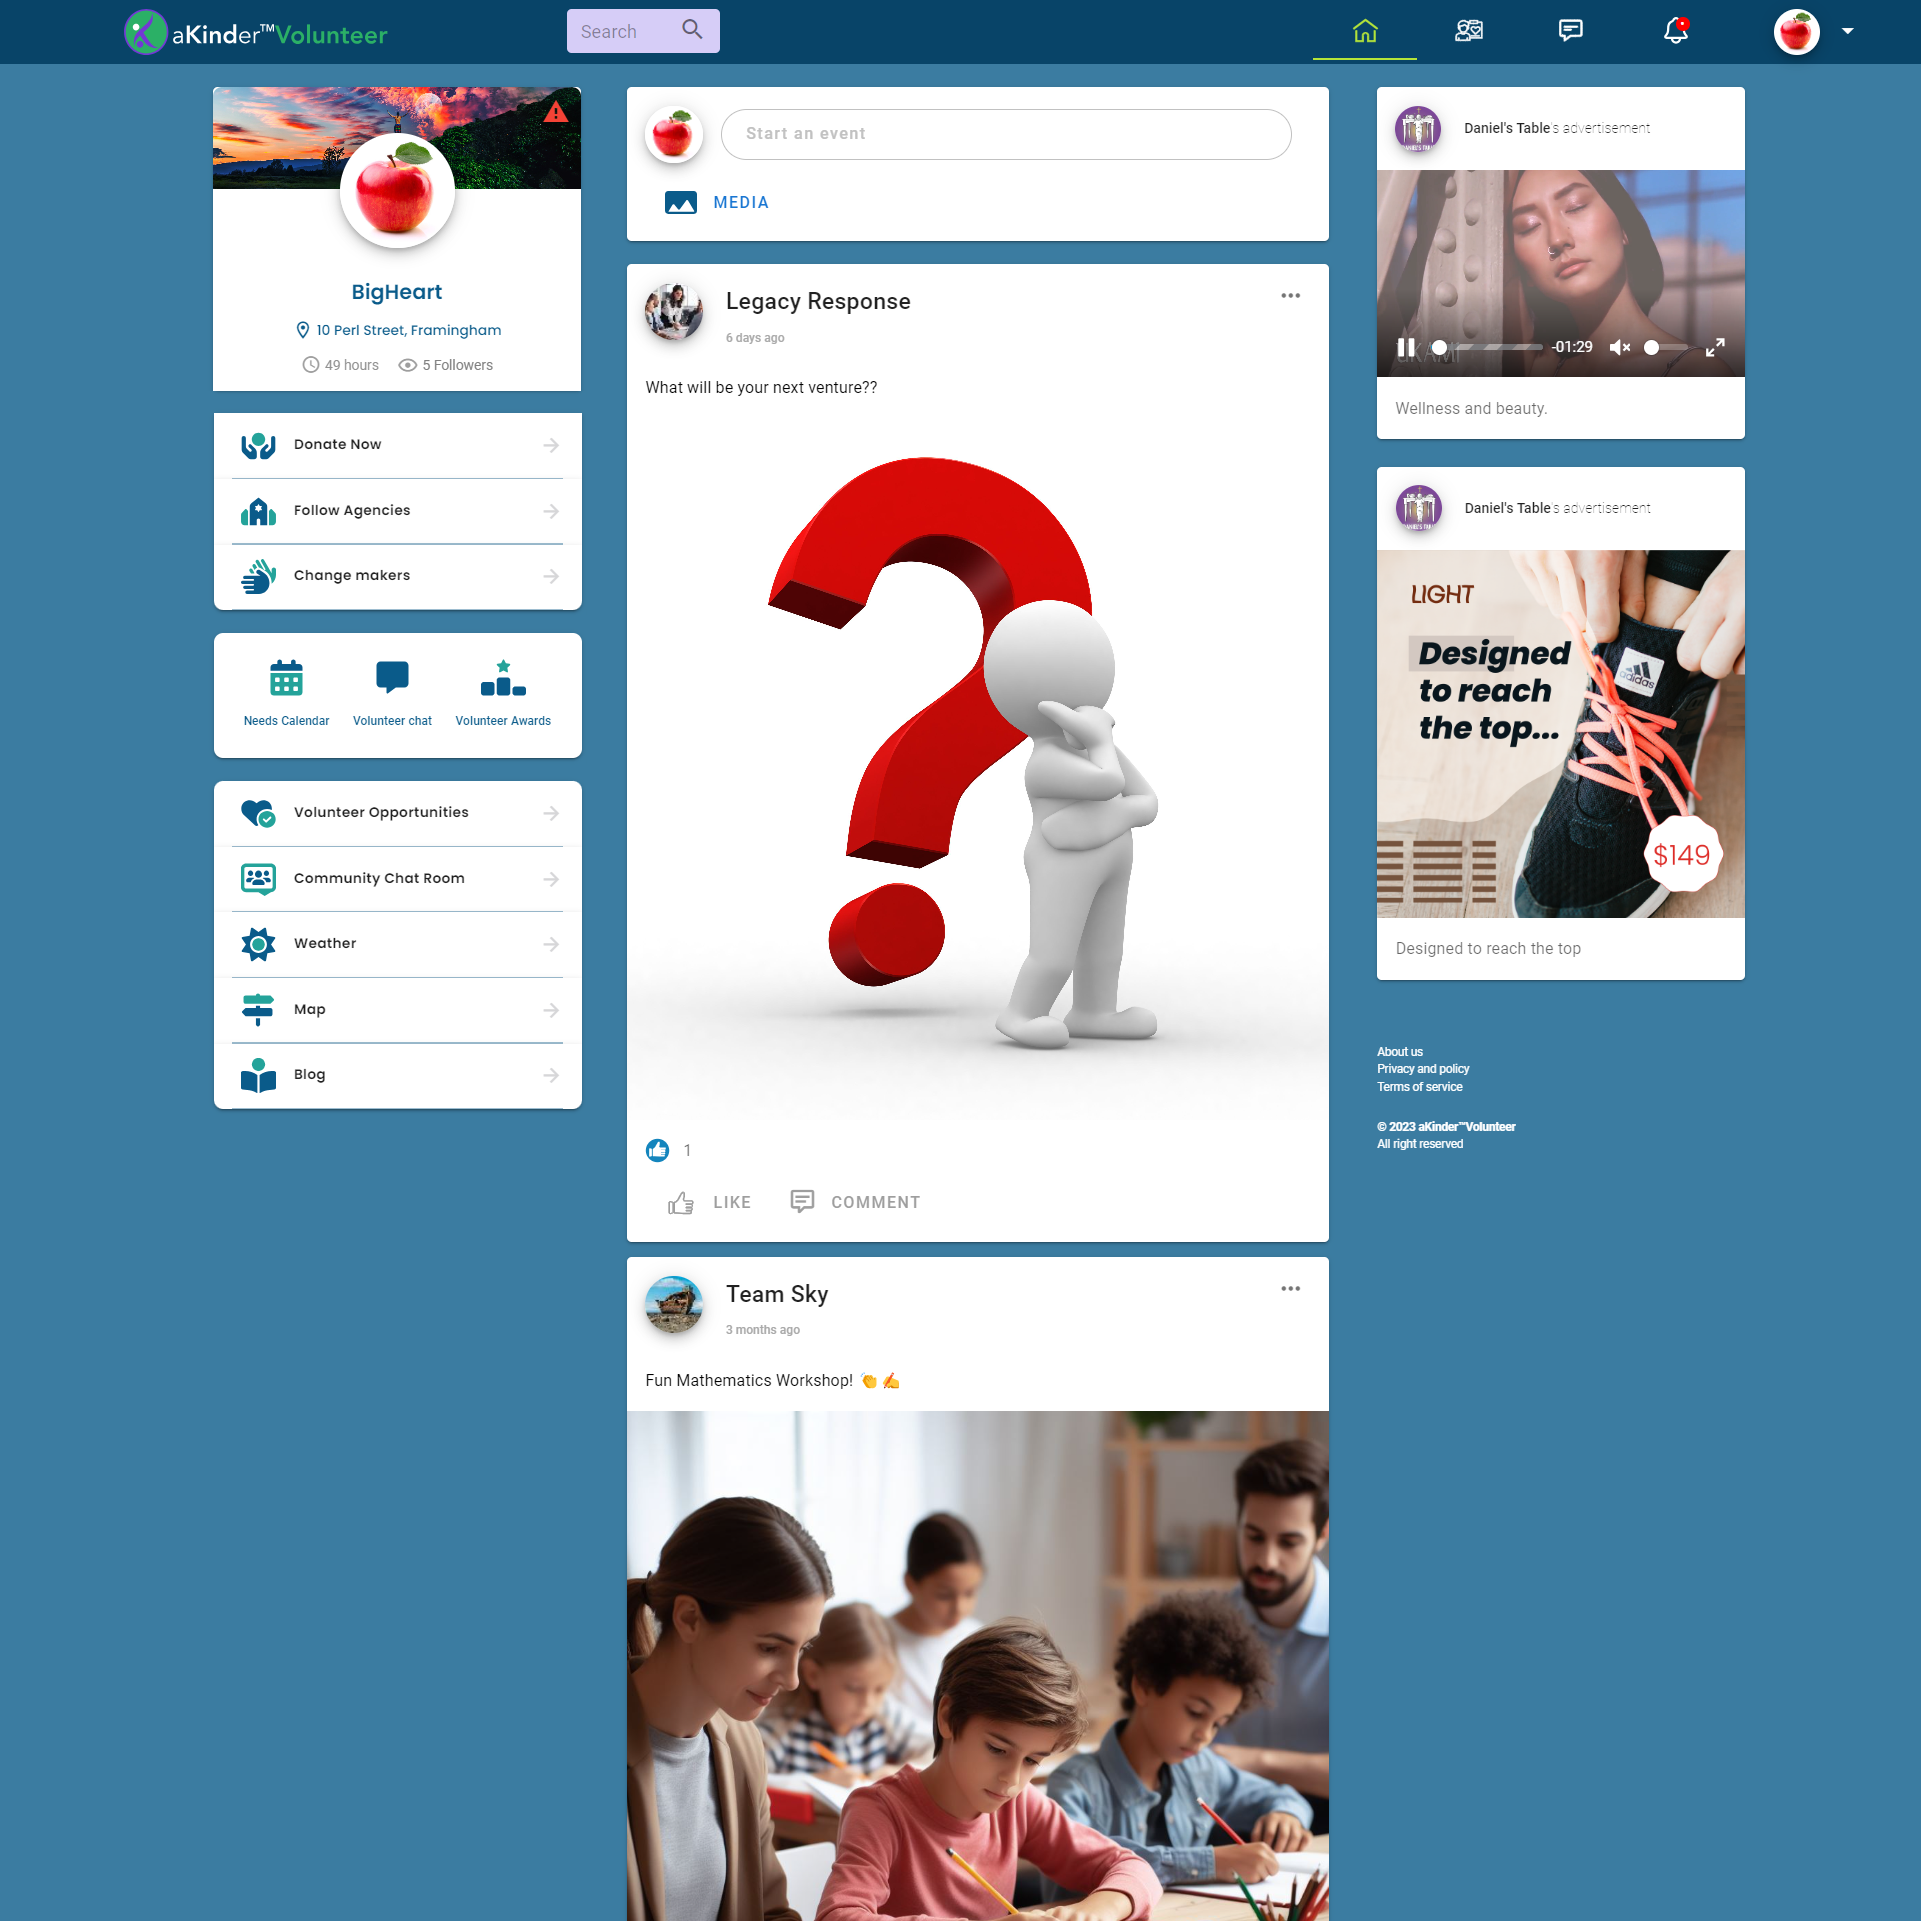 aKinder™Volunteer
Search
BigHeart
10 Perl Street, Framingham
49 hours
5 Followers
Donate Now
Follow Agencies
Change makers
Needs Calendar
Volunteer chat
Volunteer Awards
Volunteer Opportunities
Community Chat Room
Weather
Map
Blog
Start an event
MEDIA
Legacy Response
6 days ago
What will be your next venture??
1
LIKE
COMMENT
Team Sky
3 months ago
Fun Mathematics Workshop! 👏✍️
Daniel's Table's advertisement
-01:29
Wellness and beauty.
Daniel's Table's advertisement
LIGHT
Designed
to reach
the top...
adidas
$149
Designed to reach the top
About us
Privacy and policy
Terms of service
© 2023 aKinder™Volunteer
All right reserved